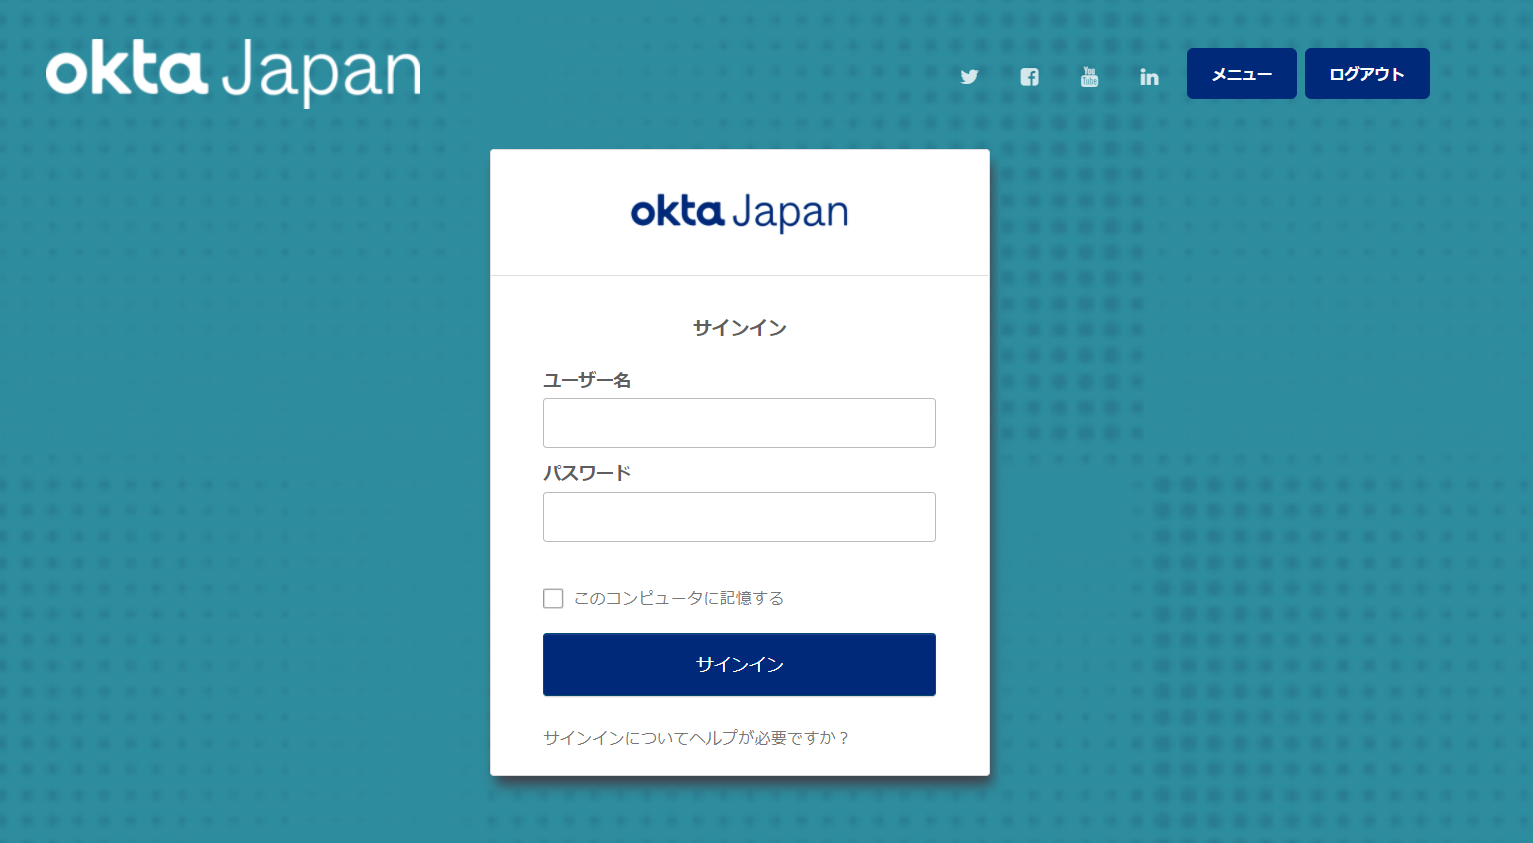 okta Japan
メニュー
ログアウト
okta Japan
サインイン
ユーザー名
パスワード
このコンピュータに記憶する
サインイン
サインインについてヘルプが必要ですか？